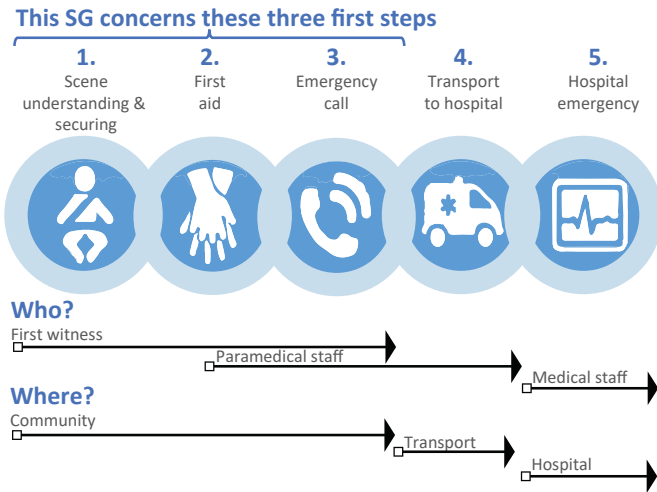 This SG concerns these three first steps
1.
Scene
understanding &
securing
2.
First
aid
3.
Emergency
call
4.
Transport
to hospital
5.
Hospital
emergency
Who?
First witness
Paramedical staff
Medical staff
Where?
Community
Transport
Hospital